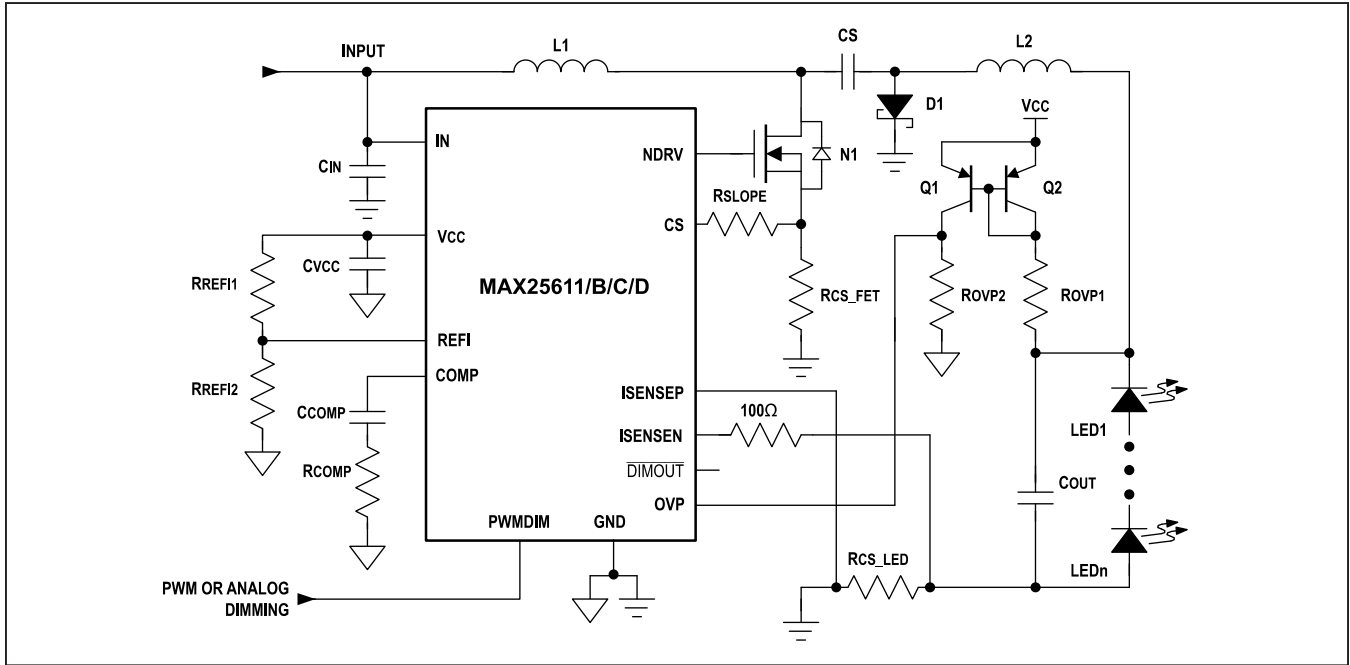 INPUT
L1
CS
L2
D1
VCC
IN
NDRV
N1
CIN
Q1
Q2
RSLOPE
CS
VCC
CVCC
RREFI1
MAX25611/B/C/D
RCS_FET
ROVP2
ROVP1
REFI
COMP
RREFI2
ISENSEP
CCOMP
100Ω
LED1
ISENSEN
RCOMP
DIMOUT
COUT
OVP
PWMDIM
GND
RCS_LED
LEDn
PWM OR ANALOG
DIMMING